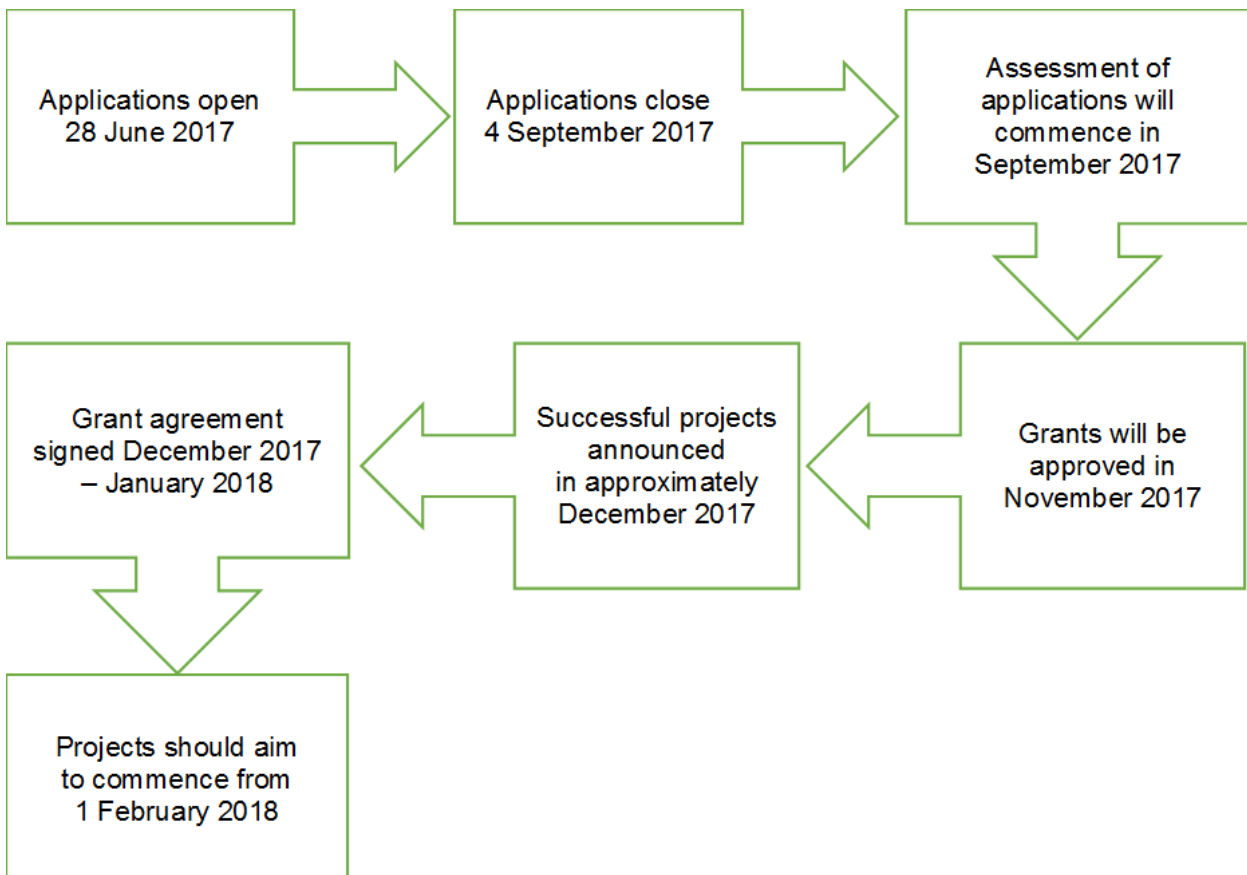 Applications open
28 June 2017
Applications close
4 September 2017
Assessment of
applications will
commence in
September 2017
Grants will be
approved in
November 2017
Successful projects
announced
in approximately
December 2017
Grant agreement
signed December 2017
– January 2018
Projects should aim
to commence from
1 February 2018